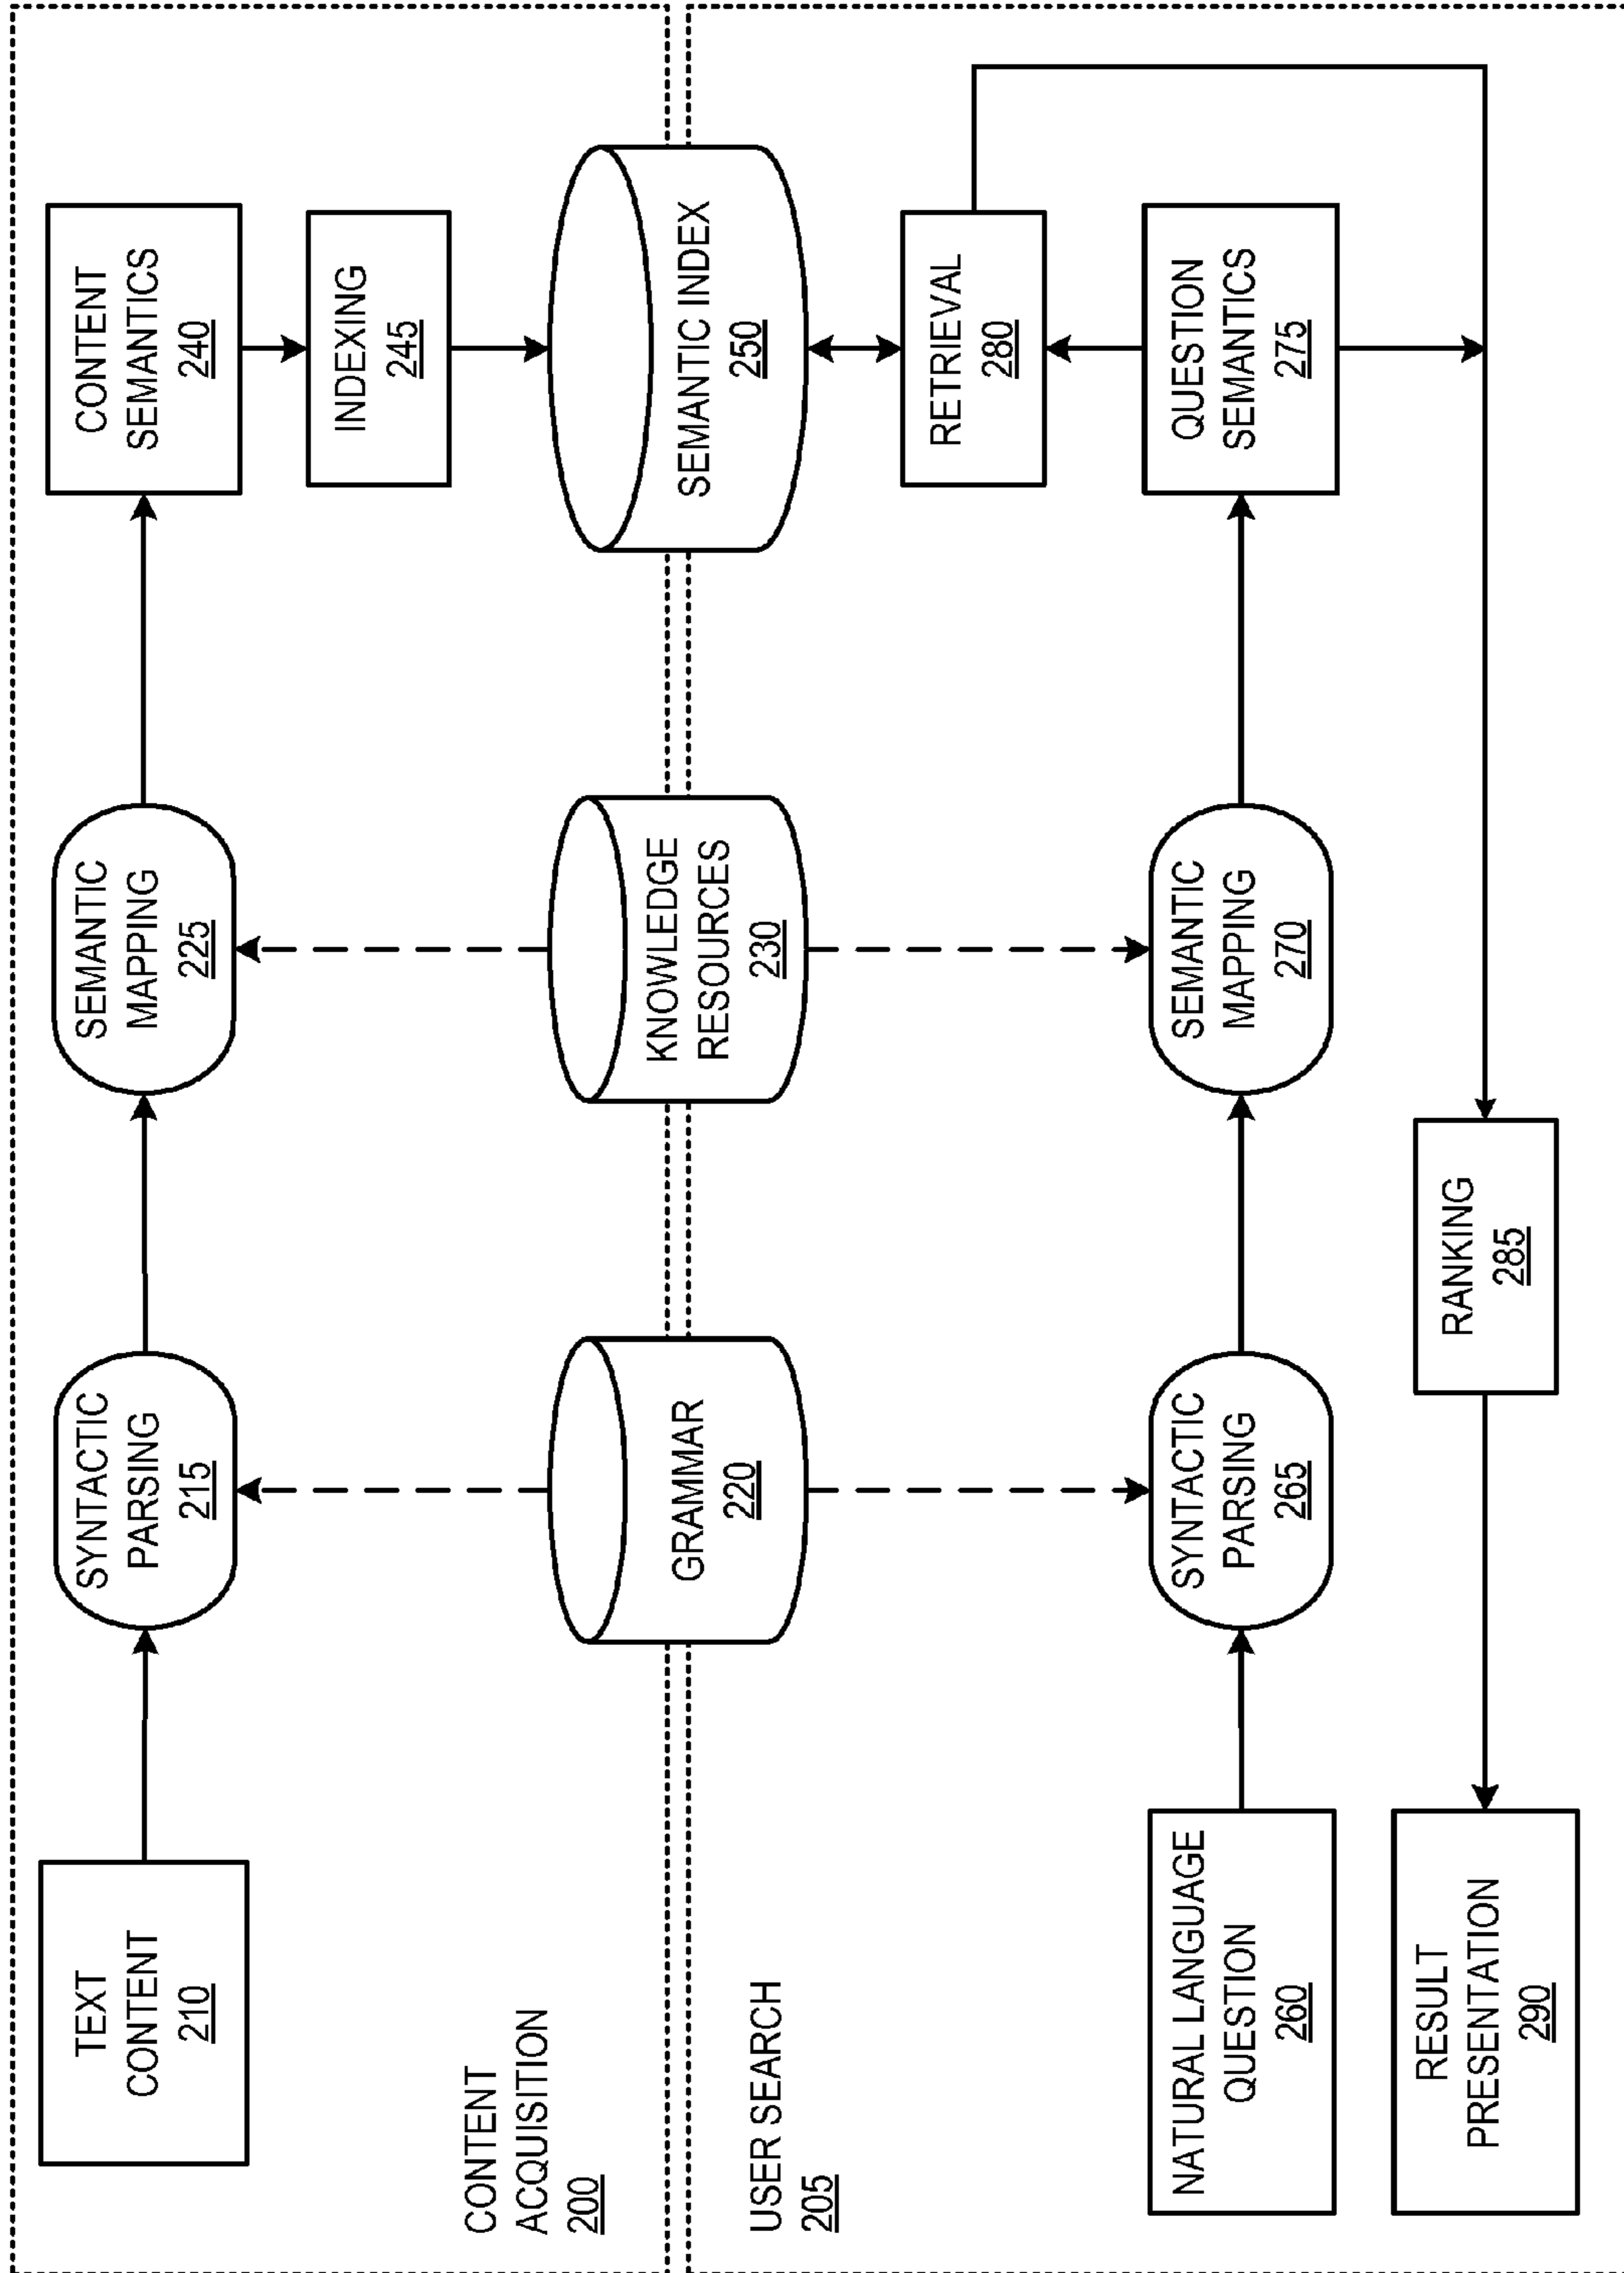 TEXT
CONTENT
210
SYNTACTIC
PARSING
215
SEMANTIC
MAPPING
225
CONTENT
SEMANTICS
240
INDEXING
245
CONTENT
ACQUISITION
200
GRAMMAR
220
KNOWLEDGE
RESOURCES
230
SEMANTIC INDEX
250
USER SEARCH
205
RETRIEVAL
280
NATURAL LANGUAGE
QUESTION
260
SYNTACTIC
PARSING
265
SEMANTIC
MAPPING
270
QUESTION
SEMANTICS
275
RESULT
PRESENTATION
290
RANKING
285